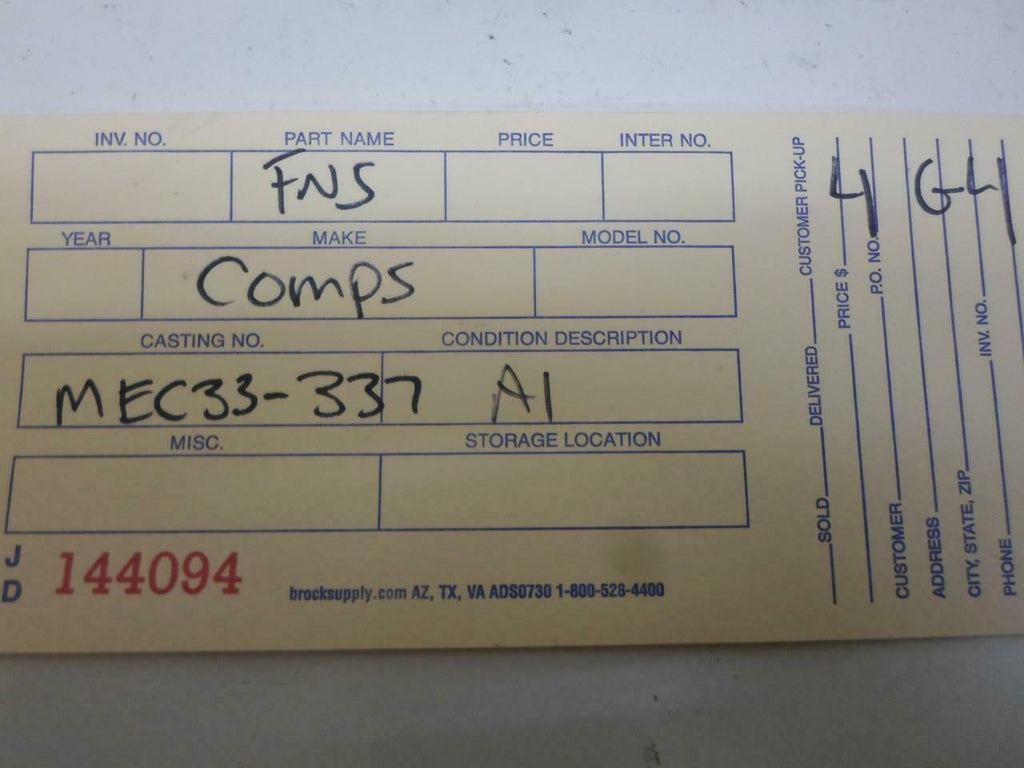 INV. NO. PART NAME PRICE INTER NO.
FNS
YEAR MAKE MODEL NO.
Comps
CASTING NO. CONDITION DESCRIPTION
MEC33-337 A1
MISC. STORAGE LOCATION
J
D
144094
brocksupply.com AZ, TX, VA ADS0730 1-800-528-4400
SOLD DELIVERED CUSTOMER PICK-UP
PRICE $
P.O. NO.
CUSTOMER
ADDRESS
CITY, STATE, ZIP
INV. NO.
PHONE
4 G4